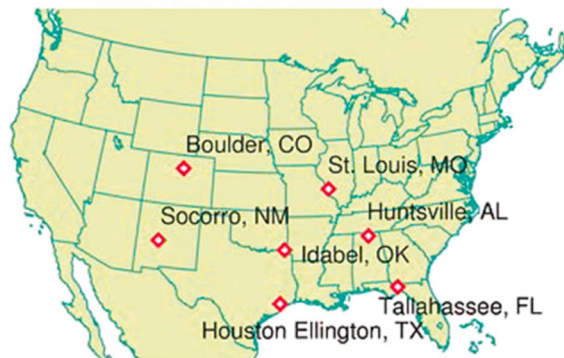 Boulder, CO
St. Louis, MO
Socorro, NM
Huntsville, AL
Idabel, OK
Tallahassee, FL
Houston Ellington, TX